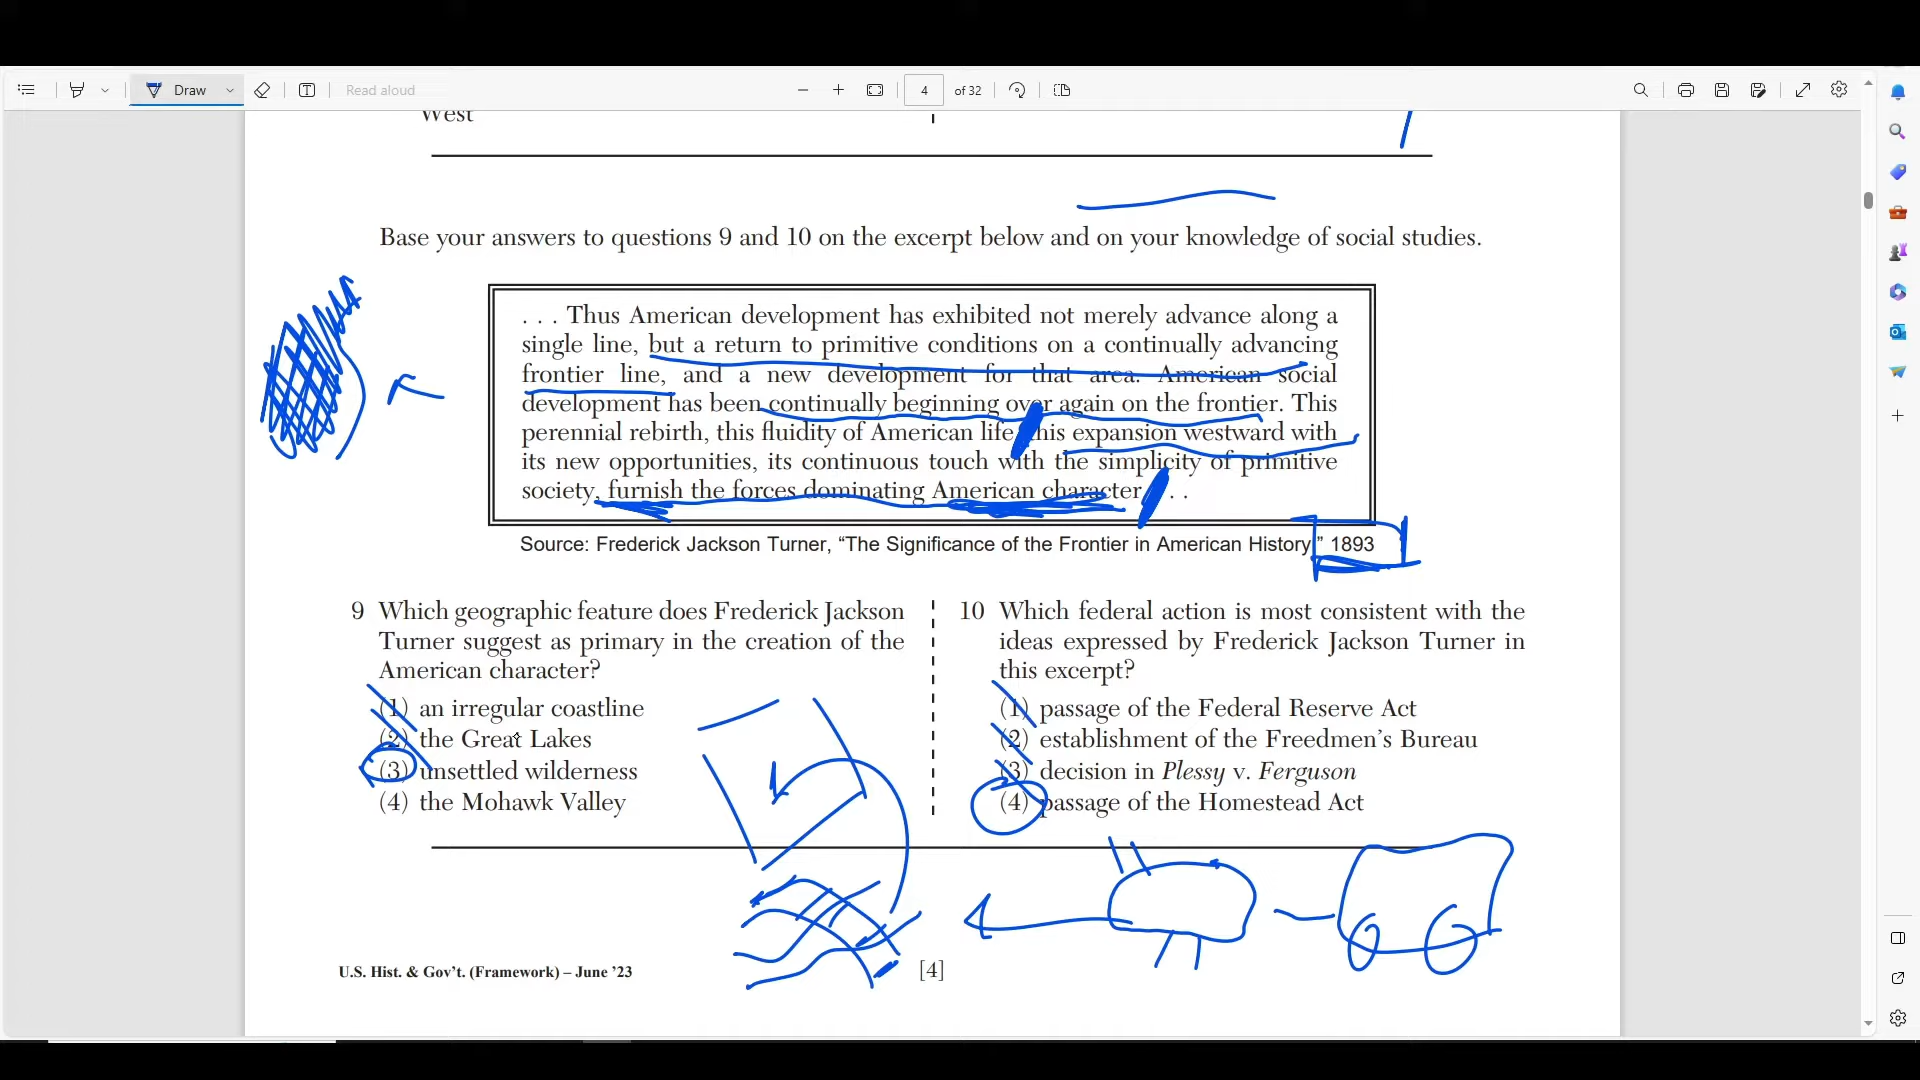 Draw
Read aloud
4
of 32
West
Base your answers to questions 9 and 10 on the excerpt below and on your knowledge of social studies.
. . . Thus American development has exhibited not merely advance along a
single line, but a return to primitive conditions on a continually advancing
frontier line, and a new development for that area. American social
development has been continually beginning over again on the frontier. This
perennial rebirth, this fluidity of American life, this expansion westward with
its new opportunities, its continuous touch with the simplicity of primitive
society, furnish the forces dominating American character. . . .
Source: Frederick Jackson Turner, “The Significance of the Frontier in American History,” 1893
9 Which geographic feature does Frederick Jackson
Turner suggest as primary in the creation of the
American character?
(1) an irregular coastline
(2) the Great Lakes
(3) unsettled wilderness
(4) the Mohawk Valley
10 Which federal action is most consistent with the
ideas expressed by Frederick Jackson Turner in
this excerpt?
(1) passage of the Federal Reserve Act
(2) establishment of the Freedmen’s Bureau
(3) decision in Plessy v. Ferguson
(4) passage of the Homestead Act
U.S. Hist. & Gov’t. (Framework) – June ’23
[4]